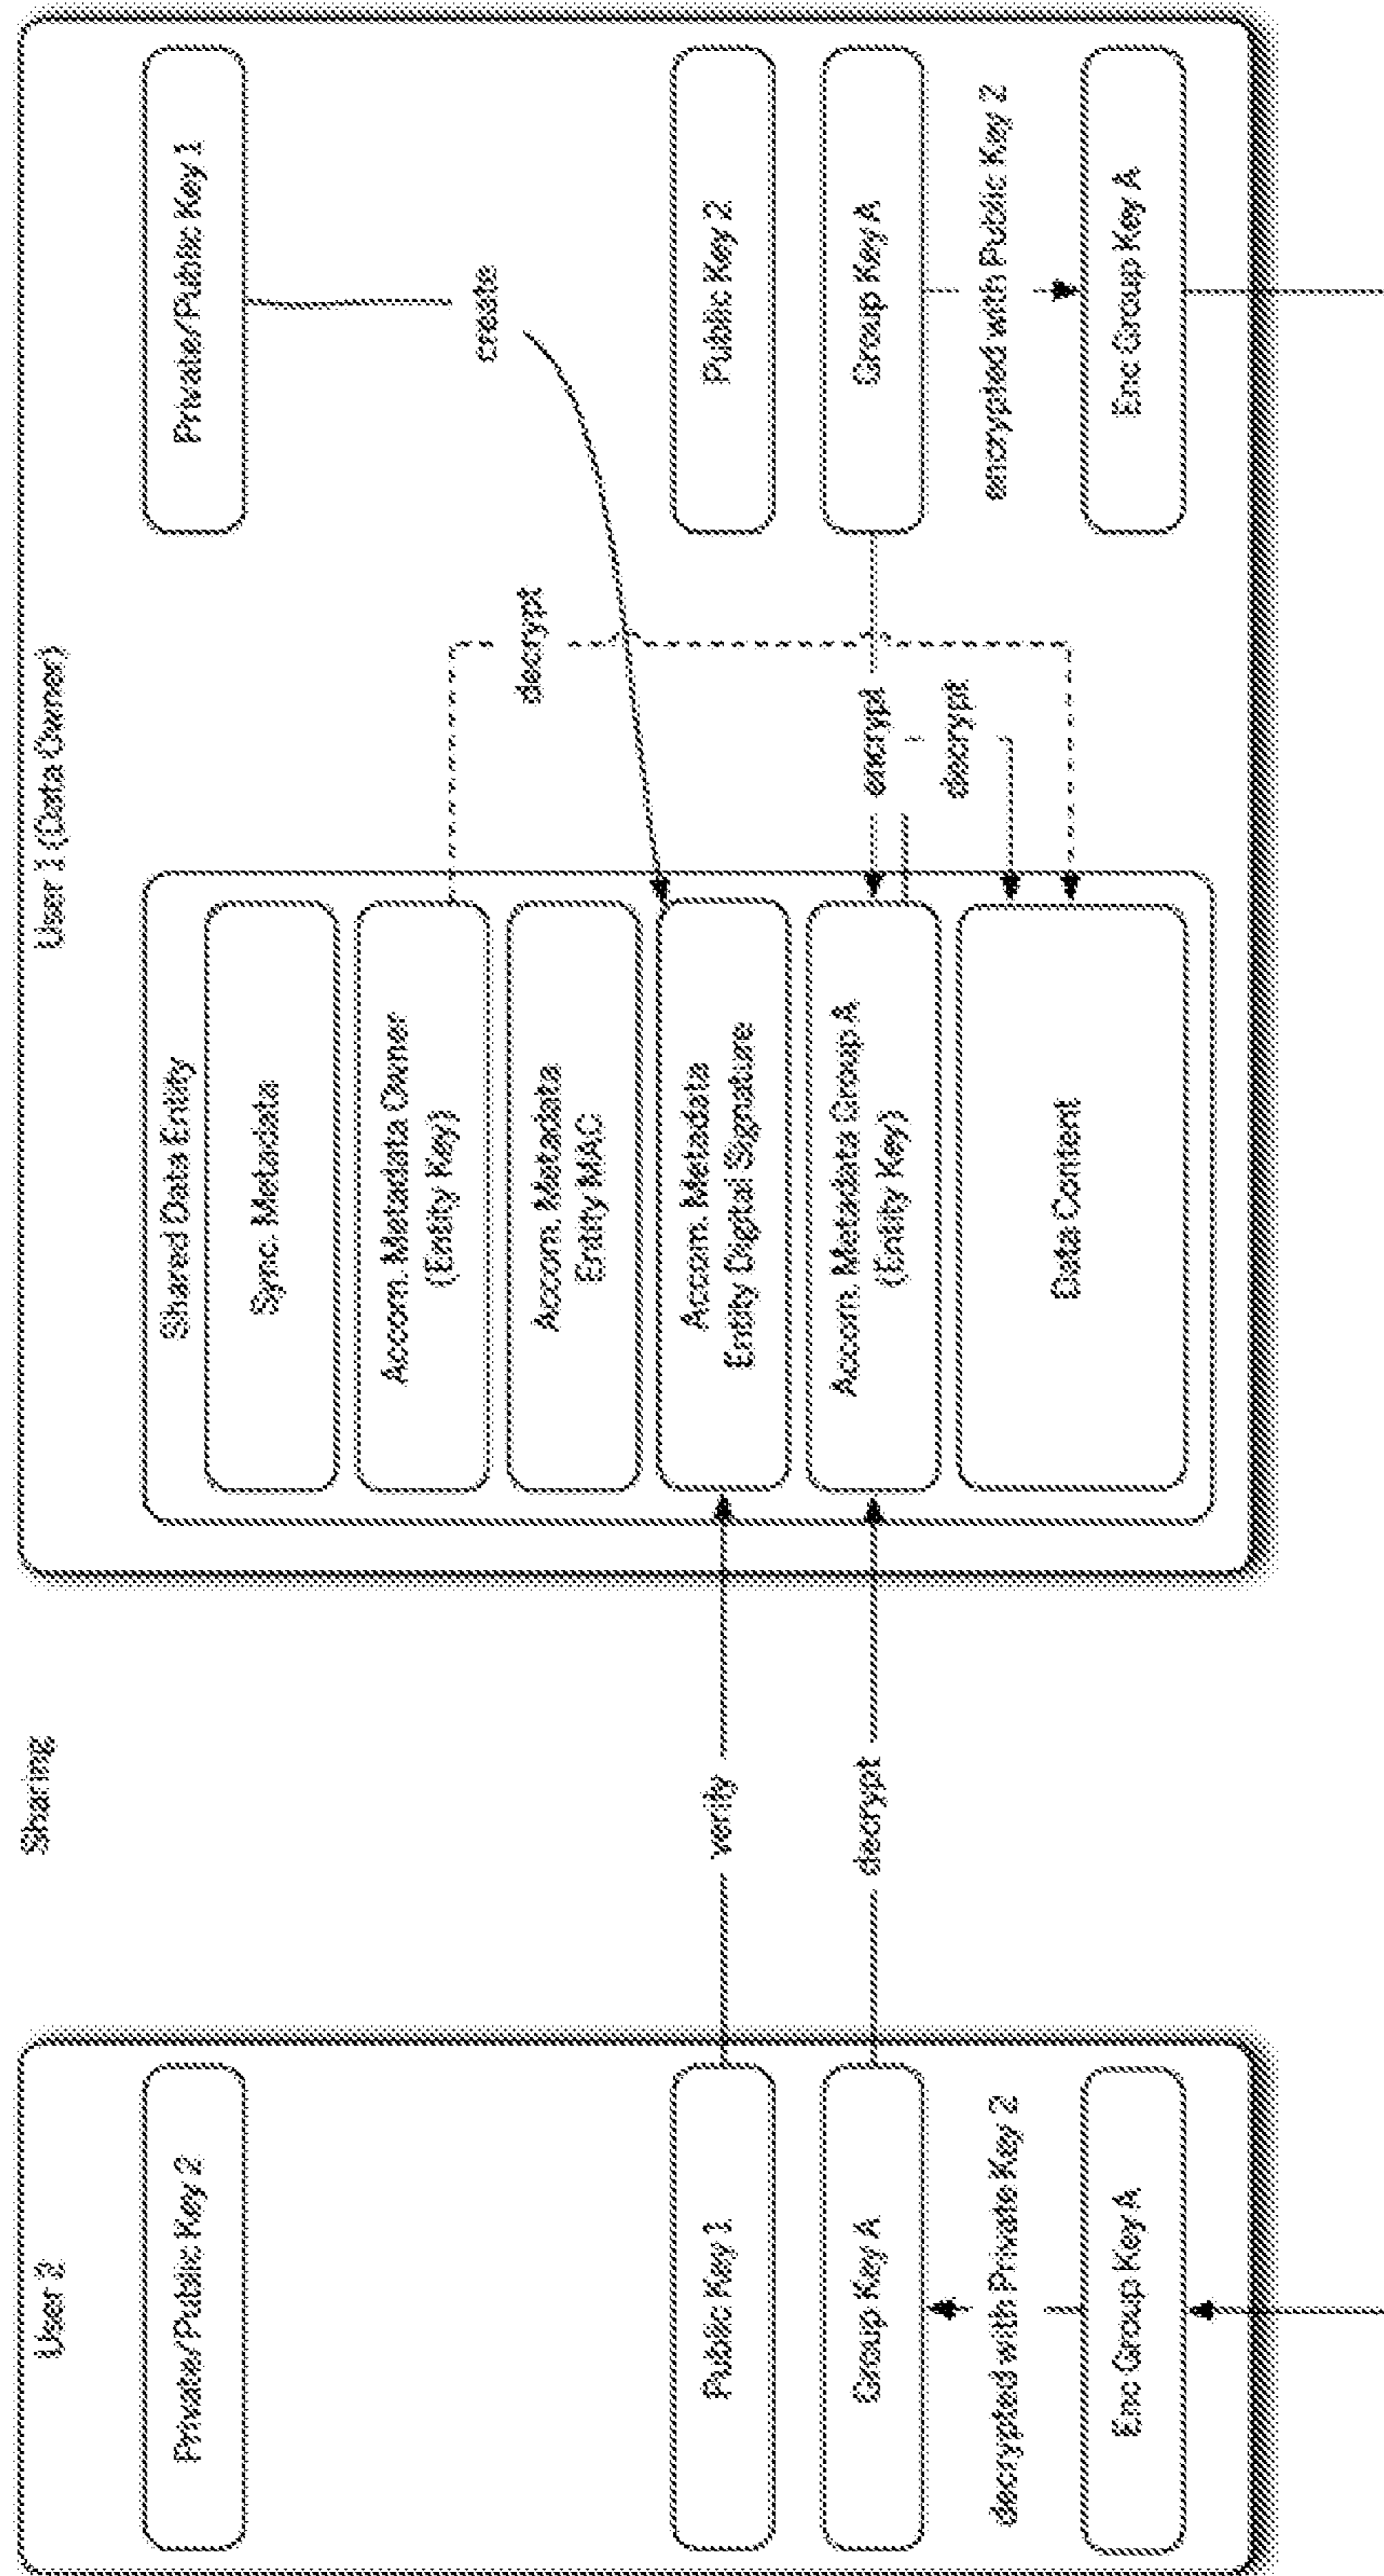 Sharing
User 2
Private/Public Key 2
Public Key 1
Group Key A
decrypted with Private Key 2
Enc Group Key A
verify
decrypt
User 1 (Data Owner)
Shared Data Entity
Sync. Metadata
Accom. Metadata Owner
(Entity Key)
Accom. Metadata
Entity MAC
Accom. Metadata
Entity Digital Signature
Accom. Metadata Group A
(Entity Key)
Data Content
decrypt
encrypt
decrypt
create
Private/Public Key 1
Public Key 2
Group Key A
encrypted with Public Key 2
Enc Group Key A